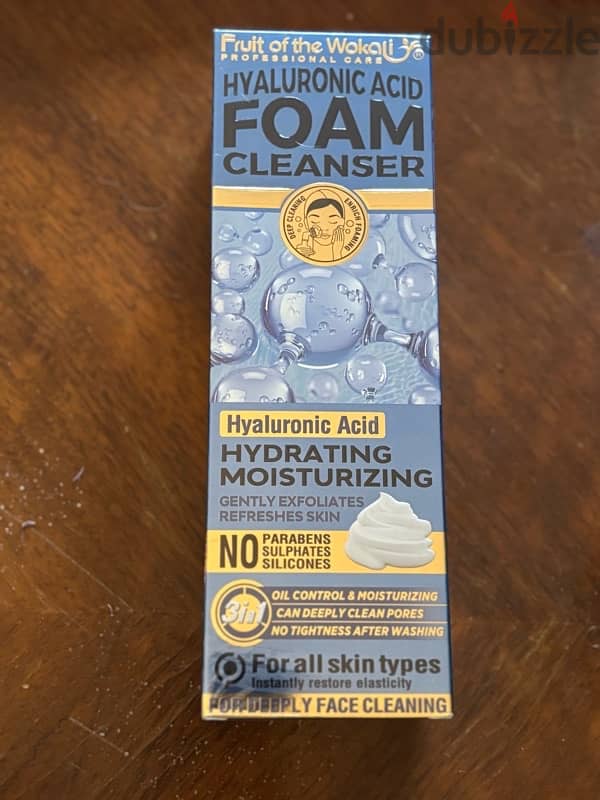 dubizzle
Fruit of the Wokali ®
PROFESSIONAL CARE
HYALURONIC ACID
FOAM
CLEANSER
DEEP CLEANING
ENRICH FOAMING
Hyaluronic Acid
HYDRATING
MOISTURIZING
GENTLY EXFOLIATES
REFRESHES SKIN
NO PARABENS
SULPHATES
SILICONES
3in1
OIL CONTROL & MOISTURIZING
CAN DEEPLY CLEAN PORES
NO TIGHTNESS AFTER WASHING
For all skin types
Instantly restore elasticity
FOR DEEPLY FACE CLEANING